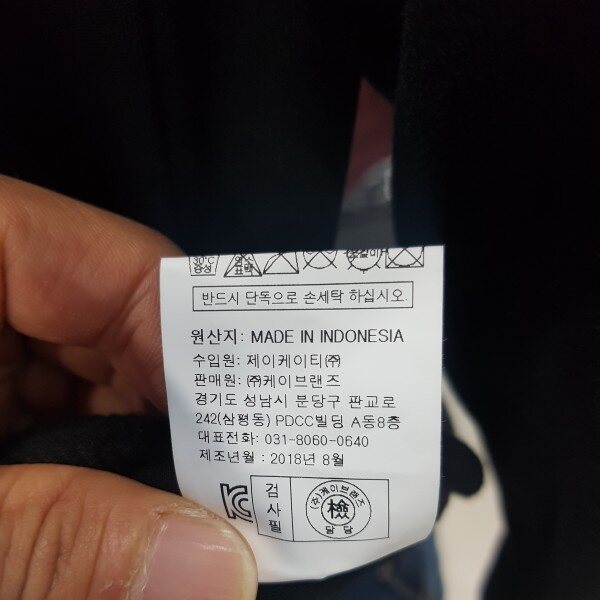 30℃
중성
염소
표백
반드시 단독으로 손세탁 하십시오.
원산지: MADE IN INDONESIA
수입원: 제이케이티㈜
판매원: ㈜케이브랜즈
경기도 성남시 분당구 판교로
242(삼평동) PDCC빌딩 A동8층
대표전화: 031-8060-0640
제조년월 : 2018년 8월
검
사
필
(주)케이브랜즈
檢
담 당